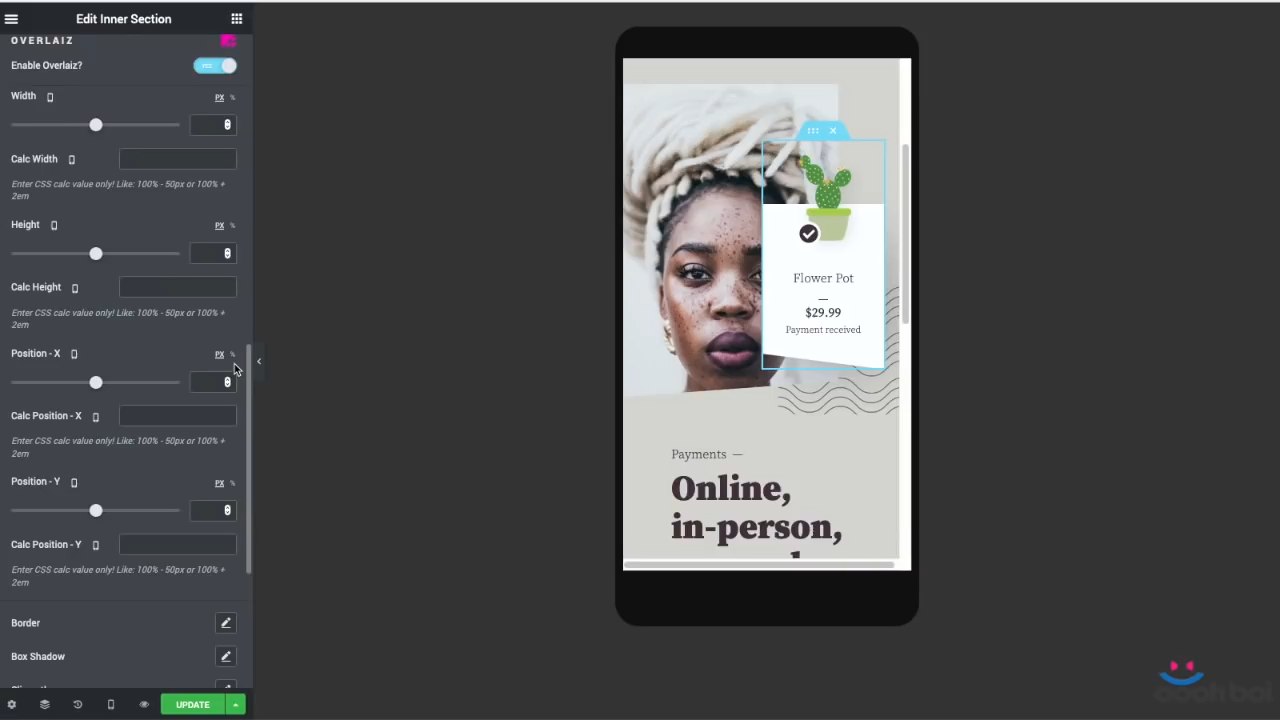 Edit Inner Section
OVERLAIZ
Enable Overlaiz?
Width
PX %
Calc Width
Enter CSS calc value only! Like: 100% - 50px or 100% +
2em
Height
PX %
Calc Height
Enter CSS calc value only! Like: 100% - 50px or 100% +
2em
Position - X
PX %
Calc Position - X
Enter CSS calc value only! Like: 100% - 50px or 100% +
2em
Position - Y
PX %
Calc Position - Y
Enter CSS calc value only! Like: 100% - 50px or 100% +
2em
Border
Box Shadow
UPDATE
Flower Pot
—
$29.99
Payment received
Payments —
Online,
in-person,
ooohboi